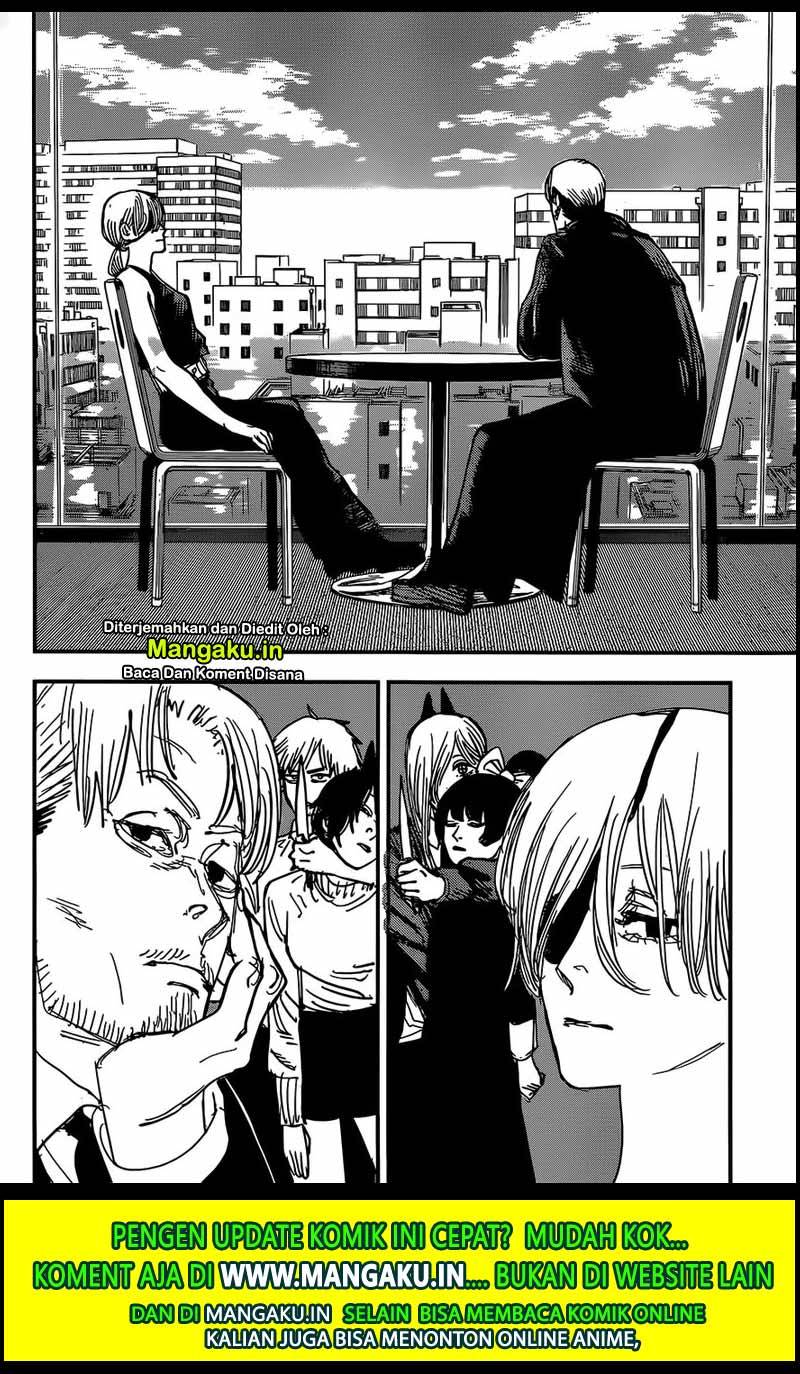 Diterjemahkan dan Diedit Oleh :
Mangaku.in
Baca Dan Koment Disana
PENGEN UPDATE KOMIK INI CEPAT? MUDAH KOK...
KOMENT AJA DI WWW.MANGAKU.IN.... BUKAN DI WEBSITE LAIN
DAN DI MANGAKU.IN SELAIN BISA MEMBACA KOMIK ONLINE
KALIAN JUGA BISA MENONTON ONLINE ANIME,